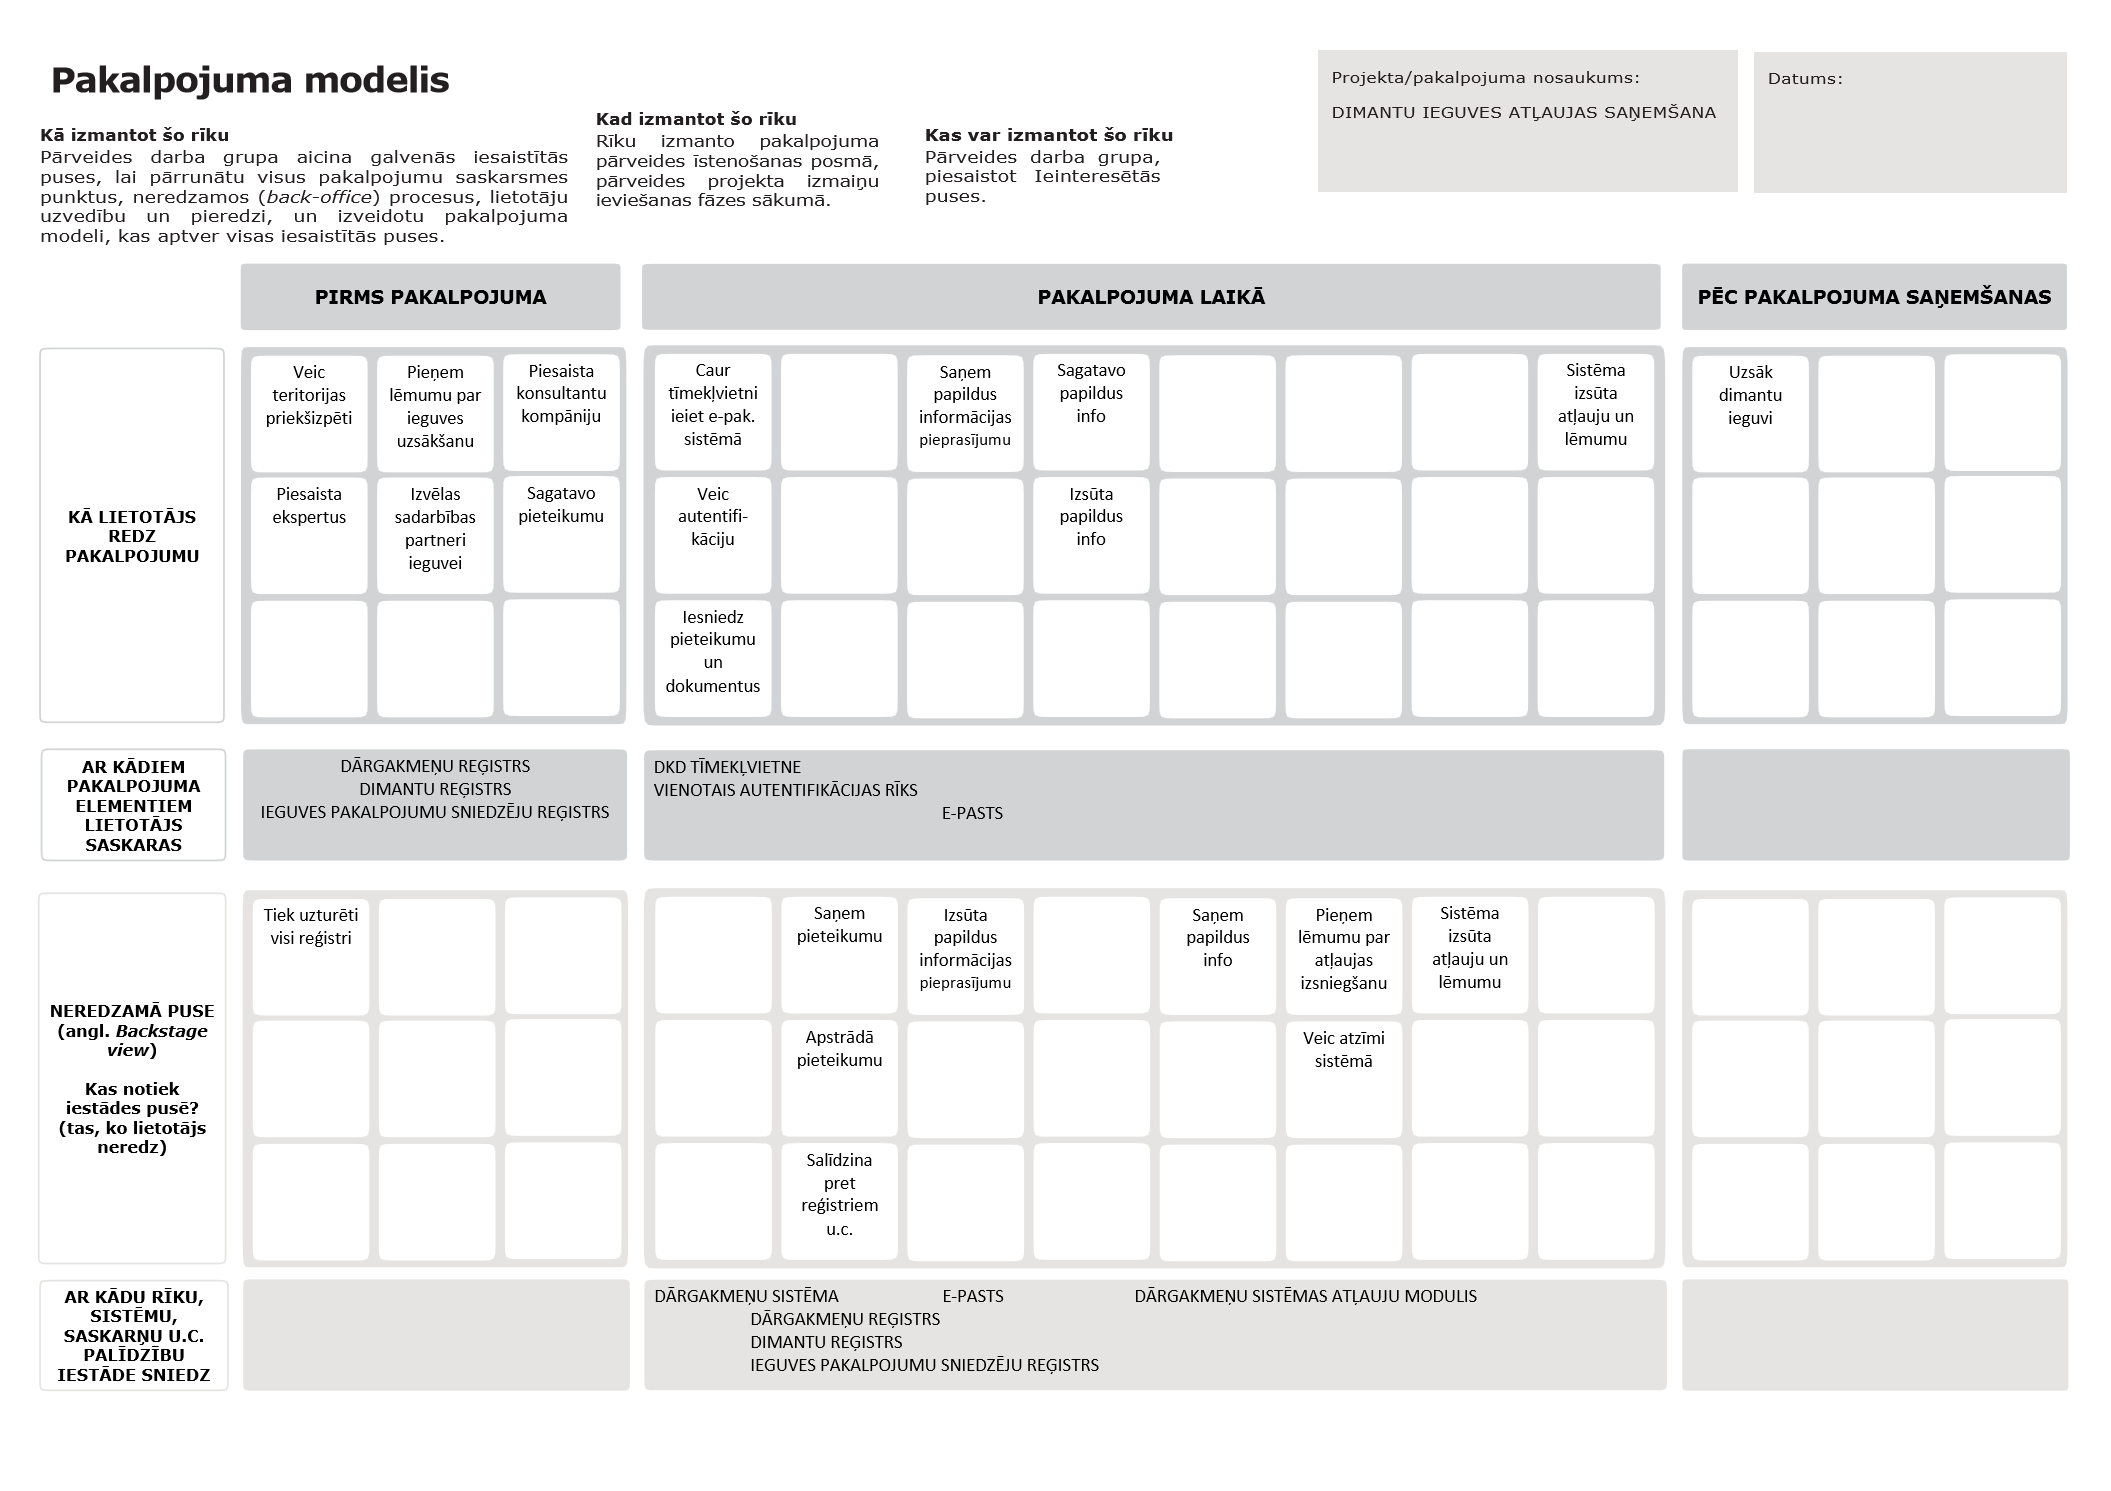 Pakalpojuma modelis
Kā izmantot šo rīku
Pārveides darba grupa aicina galvenās iesaistītās
puses, lai pārrunātu visus pakalpojumu saskarsmes
punktus, neredzamos (back-office) procesus, lietotāju
uzvedību un pieredzi, un izveidotu pakalpojuma
modeli, kas aptver visas iesaistītās puses.
Kad izmantot šo rīku
Rīku izmanto pakalpojuma
pārveides īstenošanas posmā,
pārveides projekta izmaiņu
ieviešanas fāzes sākumā.
Kas var izmantot šo rīku
Pārveides darba grupa,
piesaistot Ieinteresētās
puses.
Projekta/pakalpojuma nosaukums:
DIMANTU IEGUVES ATĻAUJAS SAŅEMŠANA
Datums:
PIRMS PAKALPOJUMA
PAKALPOJUMA LAIKĀ
PĒC PAKALPOJUMA SAŅEMŠANAS
KĀ LIETOTĀJS
REDZ
PAKALPOJUMU
Veic
teritorijas
priekšizpēti
Pieņem
lēmumu par
ieguves
uzsākšanu
Piesaista
konsultantu
kompāniju
Piesaista
ekspertus
Izvēlas
sadarbības
partneri
ieguvei
Sagatavo
pieteikumu
Caur
tīmekļvietni
ieiet e-pak.
sistēmā
Saņem
papildus
informācijas
pieprasījumu
Sagatavo
papildus
info
Sistēma
izsūta
atļauju un
lēmumu
Veic
autentifi-
kāciju
Izsūta
papildus
info
Iesniedz
pieteikumu
un
dokumentus
Uzsāk
dimantu
ieguvi
AR KĀDIEM
PAKALPOJUMA
ELEMENTIEM
LIETOTĀJS
SASKARAS
DĀRGAKMEŅU REĢISTRS
DIMANTU REĢISTRS
IEGUVES PAKALPOJUMU SNIEDZĒJU REĢISTRS
DKD TĪMEKĻVIETNE
VIENOTAIS AUTENTIFIKĀCIJAS RĪKS
E-PASTS
NEREDZAMĀ PUSE
(angl. Backstage
view)
Kas notiek
iestādes pusē?
(tas, ko lietotājs
neredz)
Tiek uzturēti
visi reģistri
Saņem
pieteikumu
Izsūta
papildus
informācijas
pieprasījumu
Saņem
papildus
info
Pieņem
lēmumu par
atļaujas
izsniegšanu
Sistēma
izsūta
atļauju un
lēmumu
Apstrādā
pieteikumu
Veic atzīmi
sistēmā
Salīdzina
pret
reģistriem
u.c.
AR KĀDU RĪKU,
SISTĒMU,
SASKARŅU U.C.
PALĪDZĪBU
IESTĀDE SNIEDZ
DĀRGAKMEŅU SISTĒMA E-PASTS DĀRGAKMEŅU SISTĒMAS ATĻAUJU MODULIS
DĀRGAKMEŅU REĢISTRS
DIMANTU REĢISTRS
IEGUVES PAKALPOJUMU SNIEDZĒJU REĢISTRS